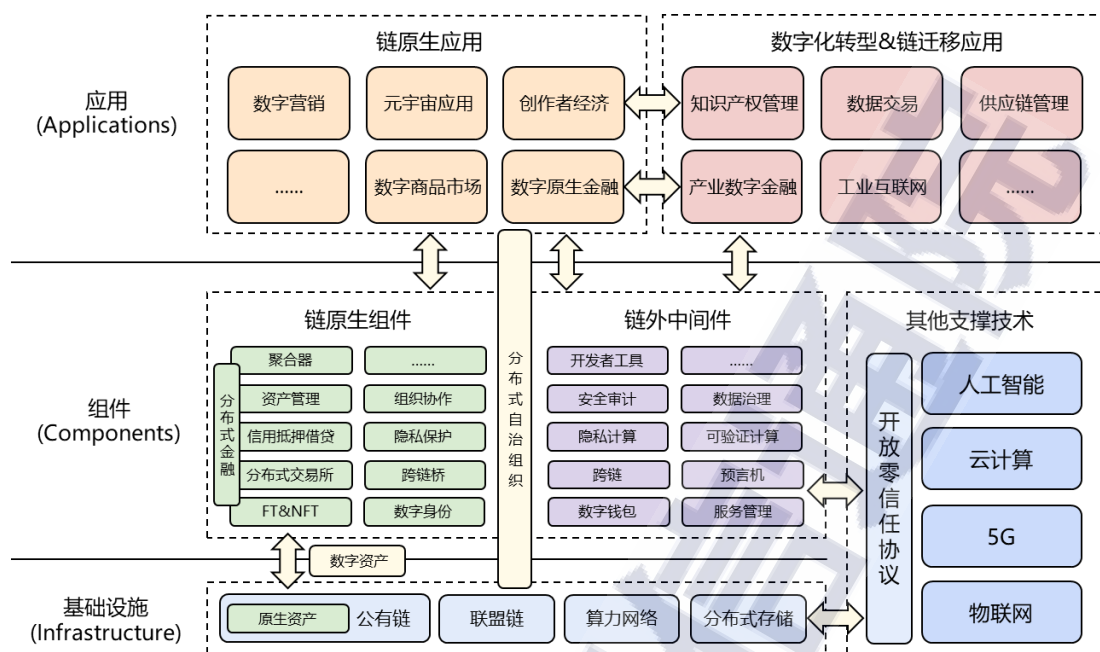 链原生应用
数字化转型&链迁移应用
应用
(Applications)
数字营销
元宇宙应用
创作者经济
知识产权管理
数据交易
供应链管理
......
数字商品市场
数字原生金融
产业数字金融
工业互联网
......
链原生组件
链外中间件
其他支撑技术
组件
(Components)
分布式金融
聚合器
......
资产管理
组织协作
信用抵押借贷
隐私保护
分布式交易所
跨链桥
FT&NFT
数字身份
分布式自治组织
开发者工具
......
安全审计
数据治理
隐私计算
可验证计算
跨链
预言机
数字钱包
服务管理
开放零信任协议
人工智能
云计算
5G
物联网
数字资产
基础设施
(Infrastructure)
原生资产
公有链
联盟链
算力网络
分布式存储